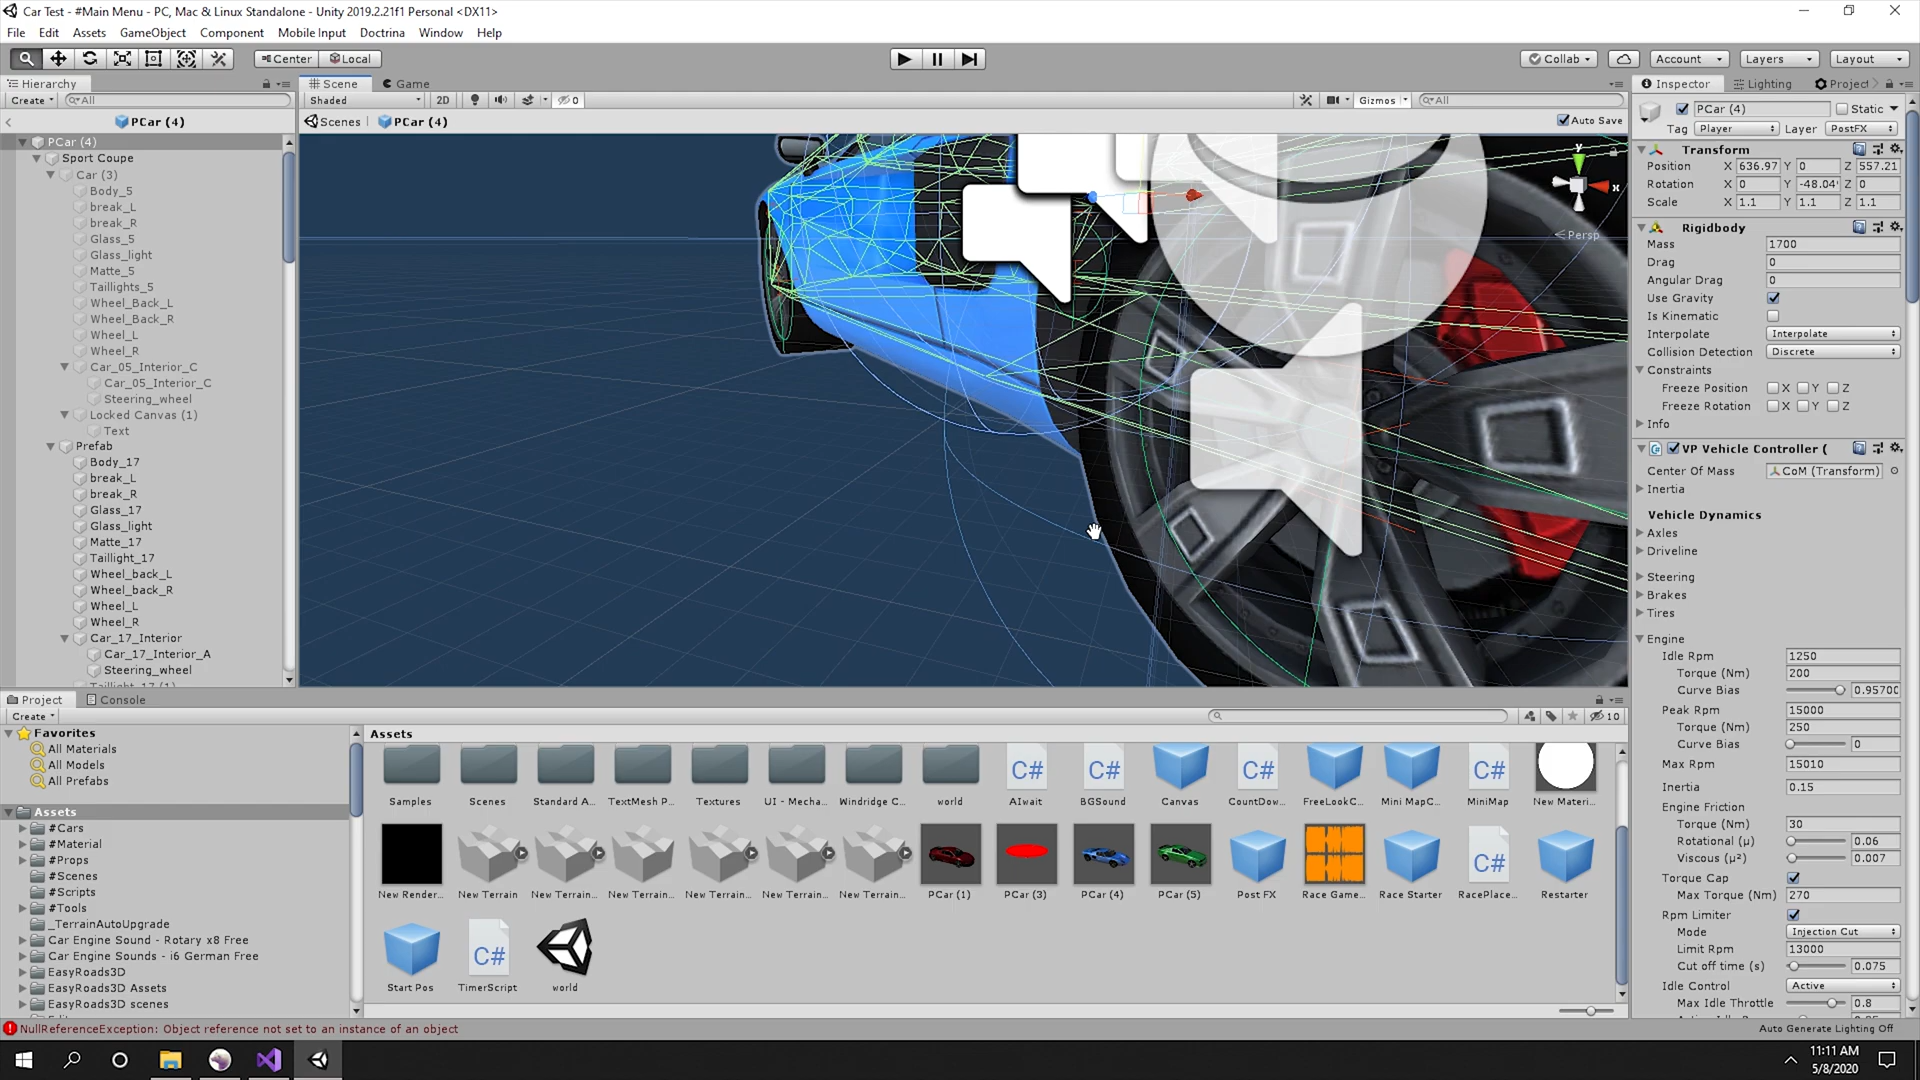 Car Test - #Main Menu - PC, Mac & Linux Standalone - Unity 2019.2.21f1 Personal <DX11>
File Edit Assets GameObject Component Mobile Input Doctrina Window Help
Center Local Collab Account Layers Layout
Hierarchy
Create All
PCar (4)
PCar (4)
Sport Coupe
Car (3)
Body_5
break_L
break_R
Glass_5
Glass_light
Matte_5
Taillights_5
Wheel_Back_L
Wheel_Back_R
Wheel_L
Wheel_R
Car_05_Interior_C
Car_05_Interior_C
Steering_wheel
Locked Canvas (1)
Text
Prefab
Body_17
break_L
break_R
Glass_17
Glass_light
Matte_17
Taillight_17
Wheel_back_L
Wheel_back_R
Wheel_L
Wheel_R
Car_17_Interior
Car_17_Interior_A
Steering_wheel
Scene Game
Shaded 2D 0 Gizmos All
Scenes PCar (4) Auto Save
y
x
Persp
Inspector Lighting Project
PCar (4) Static
Tag Player Layer PostFX
Transform
Position X 636.97 Y 0 Z 557.21
Rotation X 0 Y -48.04 Z 0
Scale X 1.1 Y 1.1 Z 1.1
Rigidbody
Mass 1700
Drag 0
Angular Drag 0
Use Gravity
Is Kinematic
Interpolate Interpolate
Collision Detection Discrete
Constraints
Freeze Position X Y Z
Freeze Rotation X Y Z
Info
VP Vehicle Controller (
Center Of Mass CoM (Transform)
Inertia
Vehicle Dynamics
Axles
Driveline
Steering
Brakes
Tires
Engine
Idle Rpm 1250
Torque (Nm) 200
Curve Bias 0.9570
Peak Rpm 15000
Torque (Nm) 250
Curve Bias 0
Max Rpm 15010
Inertia 0.15
Engine Friction
Torque (Nm) 30
Rotational (μ) 0.06
Viscous (μ²) 0.007
Torque Cap
Max Torque (Nm) 270
Rpm Limiter
Mode Injection Cut
Limit Rpm 13000
Cut off time (s) 0.075
Idle Control Active
Max Idle Throttle 0.8
Project Console
Create 10
Favorites
All Materials
All Models
All Prefabs
Assets
#Cars
#Material
#Props
#Scenes
#Scripts
#Tools
_TerrainAutoUpgrade
Car Engine Sound - Rotary x8 Free
Car Engine Sounds - i6 German Free
EasyRoads3D
EasyRoads3D Assets
EasyRoads3D scenes
Assets
C# C# C# C#
Samples Scenes Standard A... TextMesh P... Textures UI - Mecha... Windridge C... world AIwait BGSound Canvas CountDow... FreeLookC... Mini MapC... MiniMap New Materi...
C#
New Render... New Terrain New Terrain... New Terrain... New Terrain... New Terrain... New Terrain... PCar (1) PCar (3) PCar (4) PCar (5) Post FX Race Game... Race Starter RacePlace... Restarter
C#
Start Pos TimerScript world
NullReferenceException: Object reference not set to an instance of an object
Auto Generate Lighting Off
11:11 AM
5/8/2020